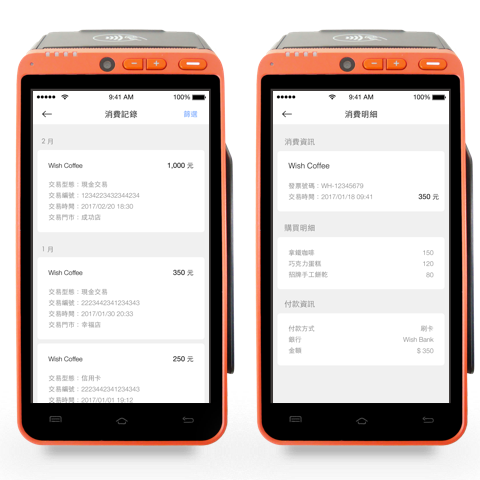 9:41 AM
100%
消費記錄
篩選
2 月
Wish Coffee
1,000 元
交易型態：現金交易
交易編號：1234223432344234
交易時間：2017/02/20 18:30
交易門市：成功店
1 月
Wish Coffee
350 元
交易型態：現金交易
交易編號：2223442341234343
交易時間：2017/01/30 20:33
交易門市：幸福店
Wish Coffee
250 元
交易型態：信用卡
交易編號：2223442341234343
交易時間：2017/01/01 19:12
9:41 AM
100%
消費明細
消費資訊
Wish Coffee
發票號碼：WH-12345679
交易時間：2017/01/18 09:41
350 元
購買明細
拿鐵咖啡
150
巧克力蛋糕
120
招牌手工餅乾
80
付款資訊
付款方式
刷卡
銀行
Wish Bank
金額
$ 350